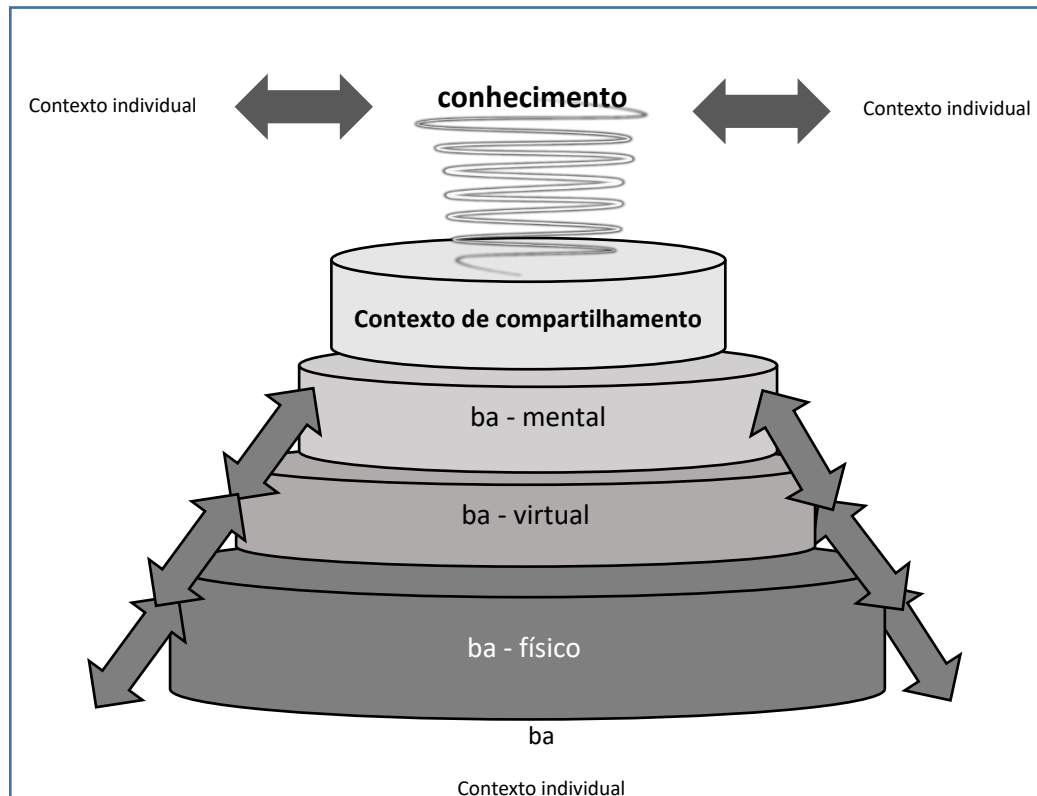 conhecimento
Contexto individual
Contexto individual
Contexto de compartilhamento
ba - mental
ba - virtual
ba - físico
ba
Contexto individual